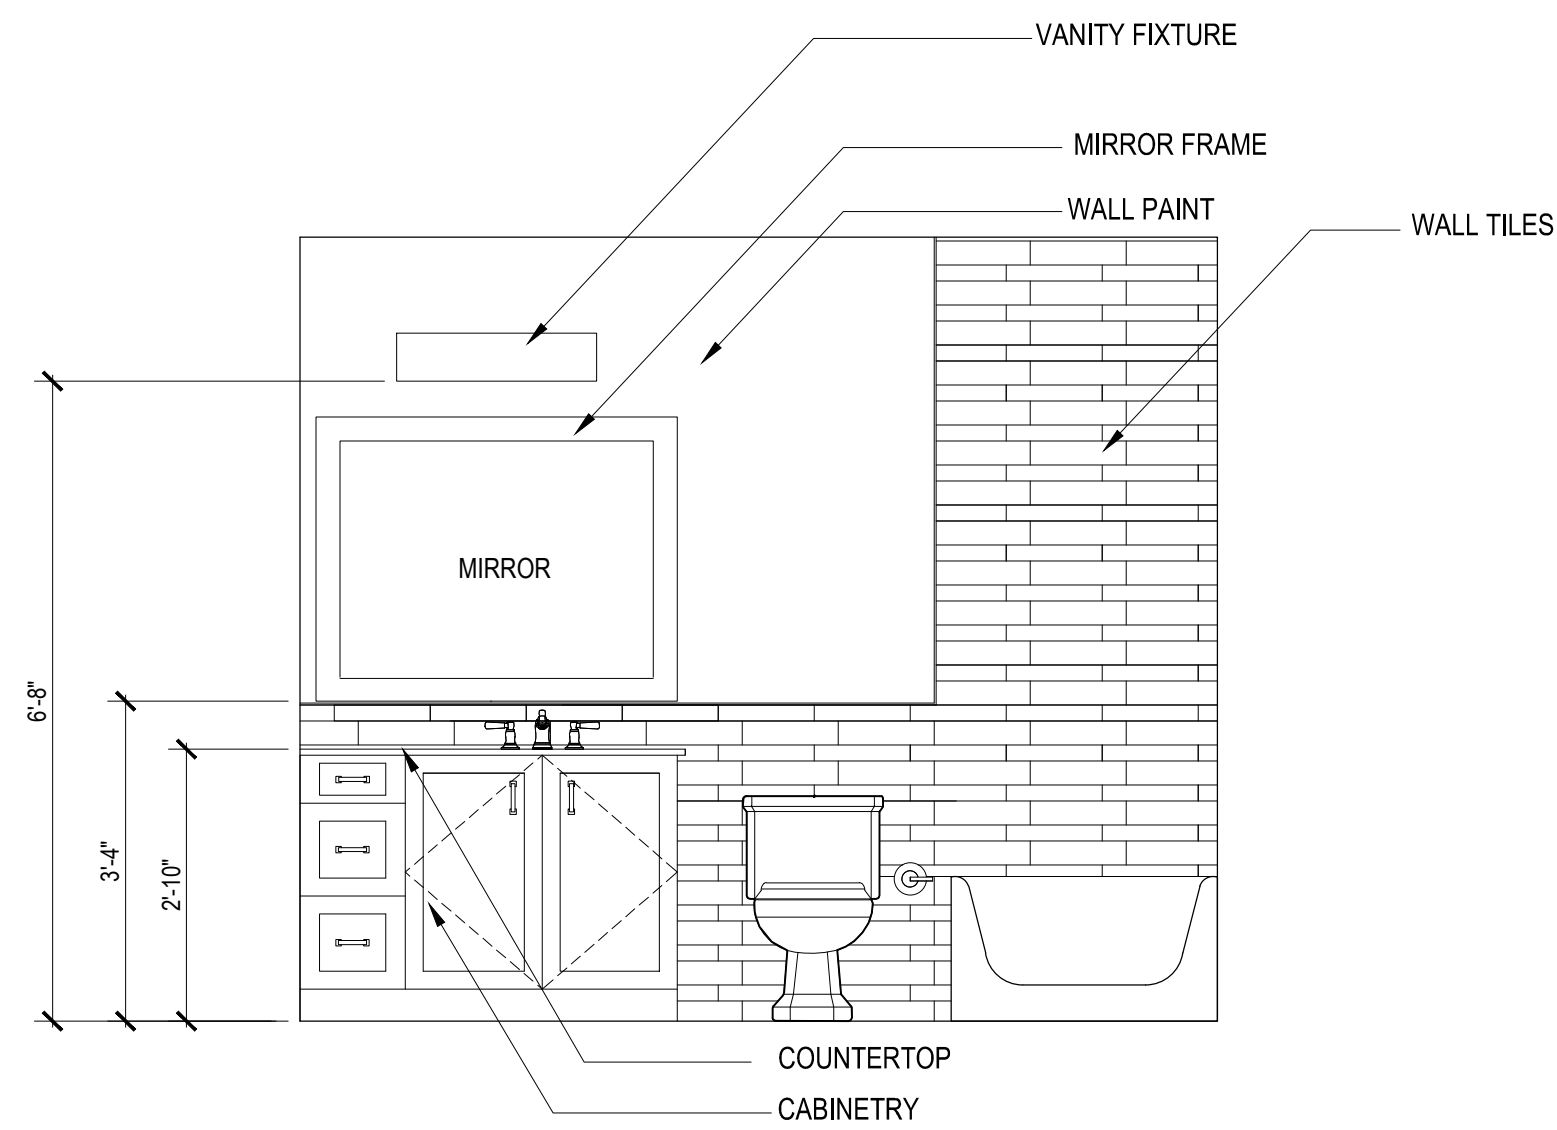 VANITY FIXTURE
MIRROR FRAME
WALL PAINT
WALL TILES
MIRROR
6'-8"
3'-4"
2'-10"
COUNTERTOP
CABINETRY